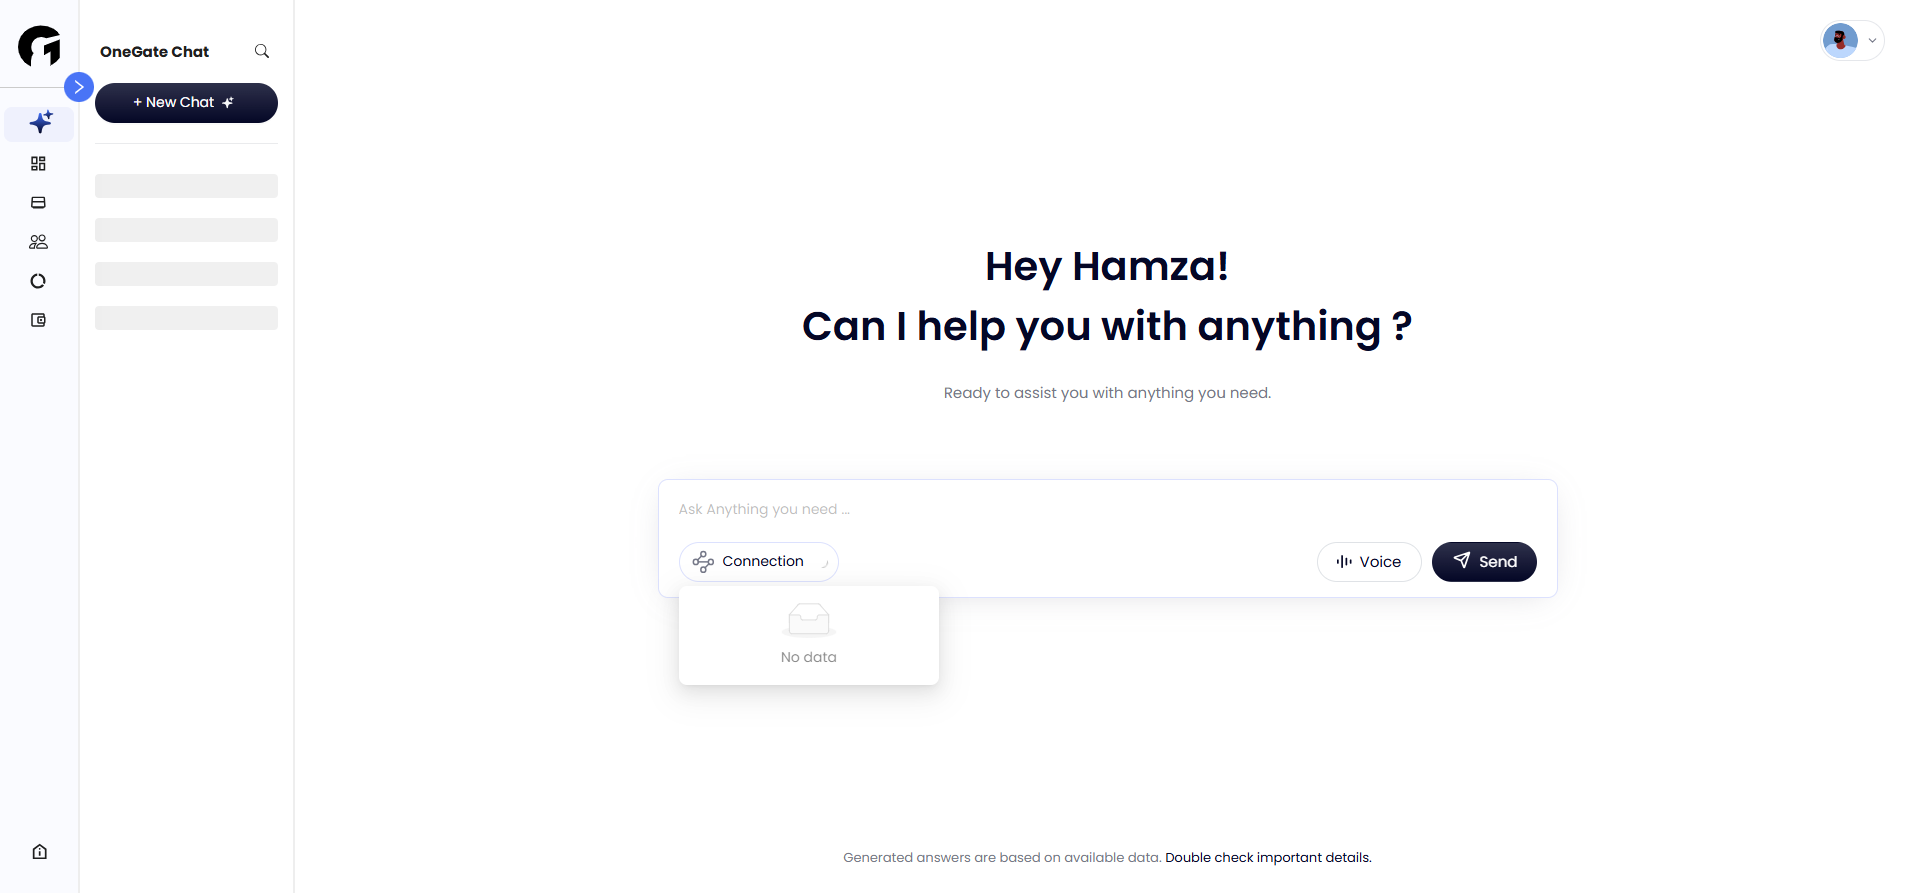 OneGate Chat
+ New Chat
Hey Hamza!
Can I help you with anything ?
Ready to assist you with anything you need.
Ask Anything you need ...
Connection
Voice
Send
No data
Generated answers are based on available data. Double check important details.